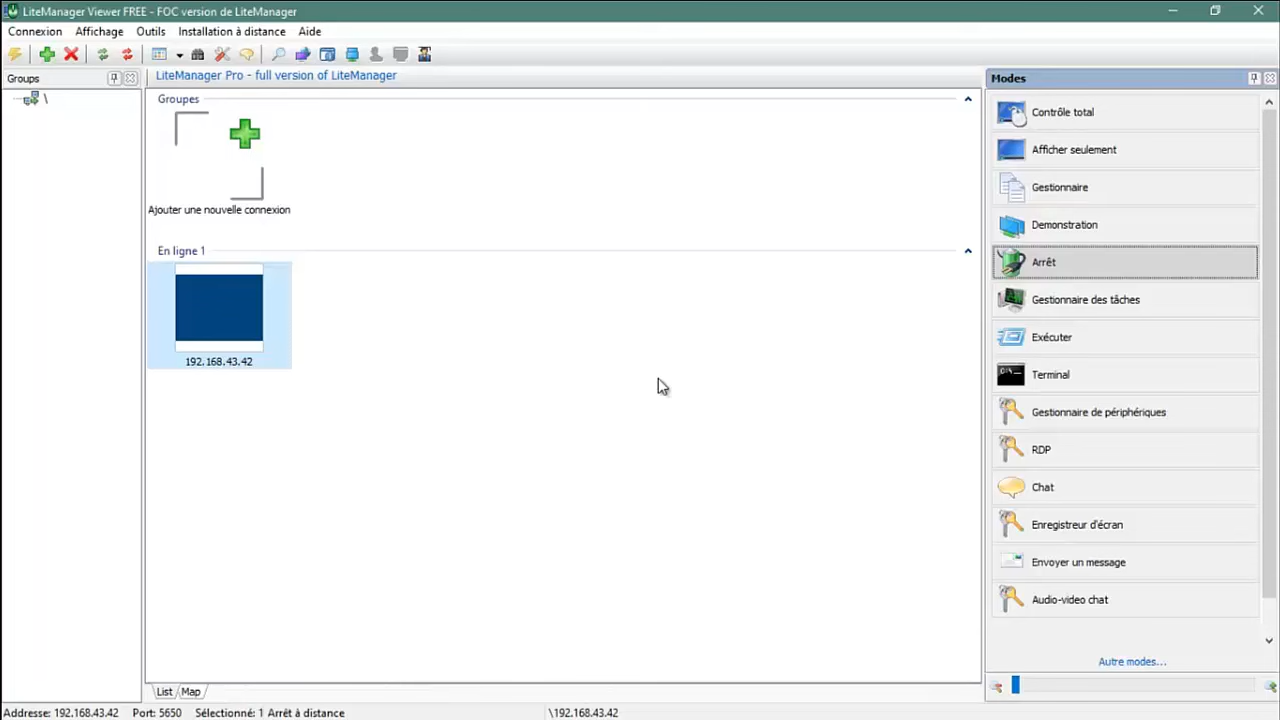 LiteManager Viewer FREE - FOC version de LiteManager
Connexion Affichage Outils Installation à distance Aide
Groups
\
LiteManager Pro - full version of LiteManager
Groupes
Ajouter une nouvelle connexion
En ligne 1
192.168.43.42
List Map
Modes
Contrôle total
Afficher seulement
Gestionnaire
Demonstration
Arrêt
Gestionnaire des tâches
Exécuter
Terminal
Gestionnaire de périphériques
RDP
Chat
Enregistreur d'écran
Envoyer un message
Audio-video chat
Autre modes...
Addresse: 192.168.43.42 Port: 5650 Sélectionné: 1 Arrêt à distance \192.168.43.42